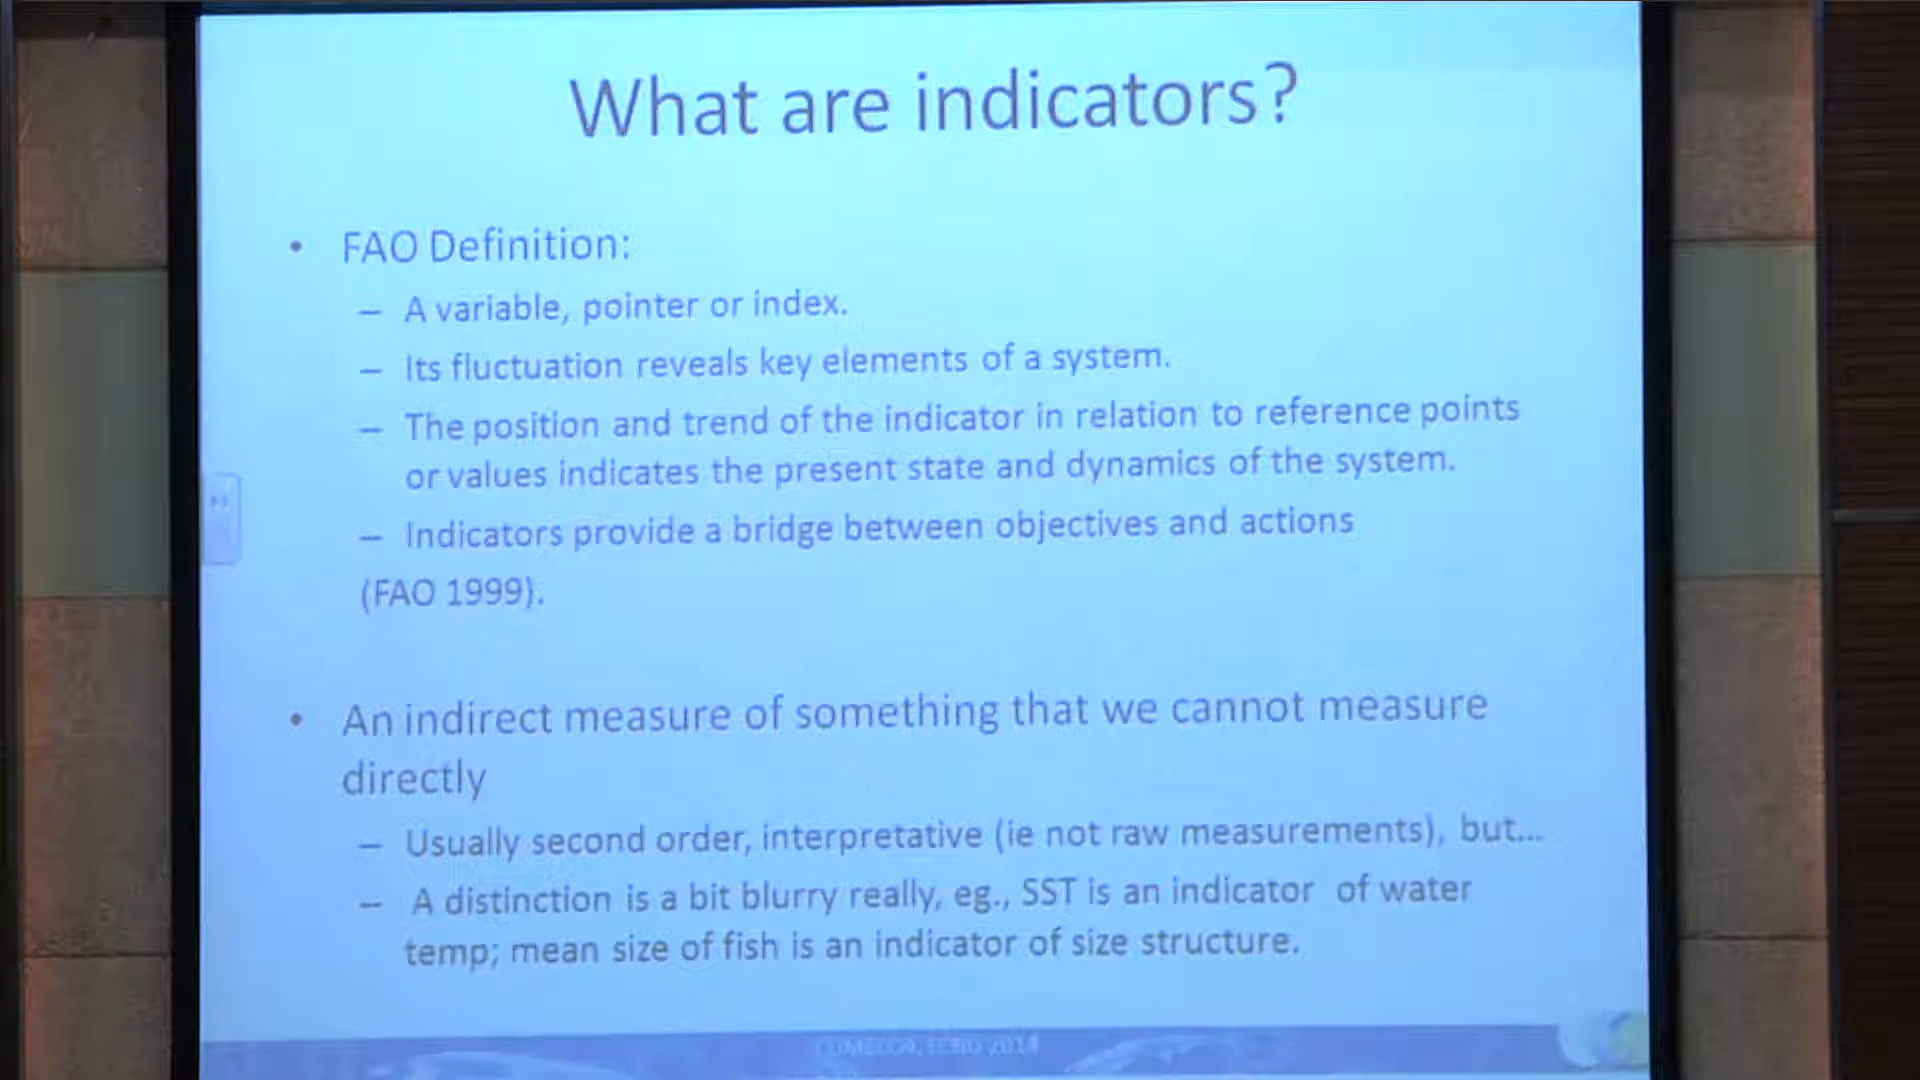 What are indicators?
• FAO Definition:
– A variable, pointer or index.
– Its fluctuation reveals key elements of a system.
– The position and trend of the indicator in relation to reference points
or values indicates the present state and dynamics of the system.
– Indicators provide a bridge between objectives and actions
(FAO 1999).
• An indirect measure of something that we cannot measure
directly
– Usually second order, interpretative (ie not raw measurements), but...
– A distinction is a bit blurry really, eg., SST is an indicator of water
temp; mean size of fish is an indicator of size structure.
2014